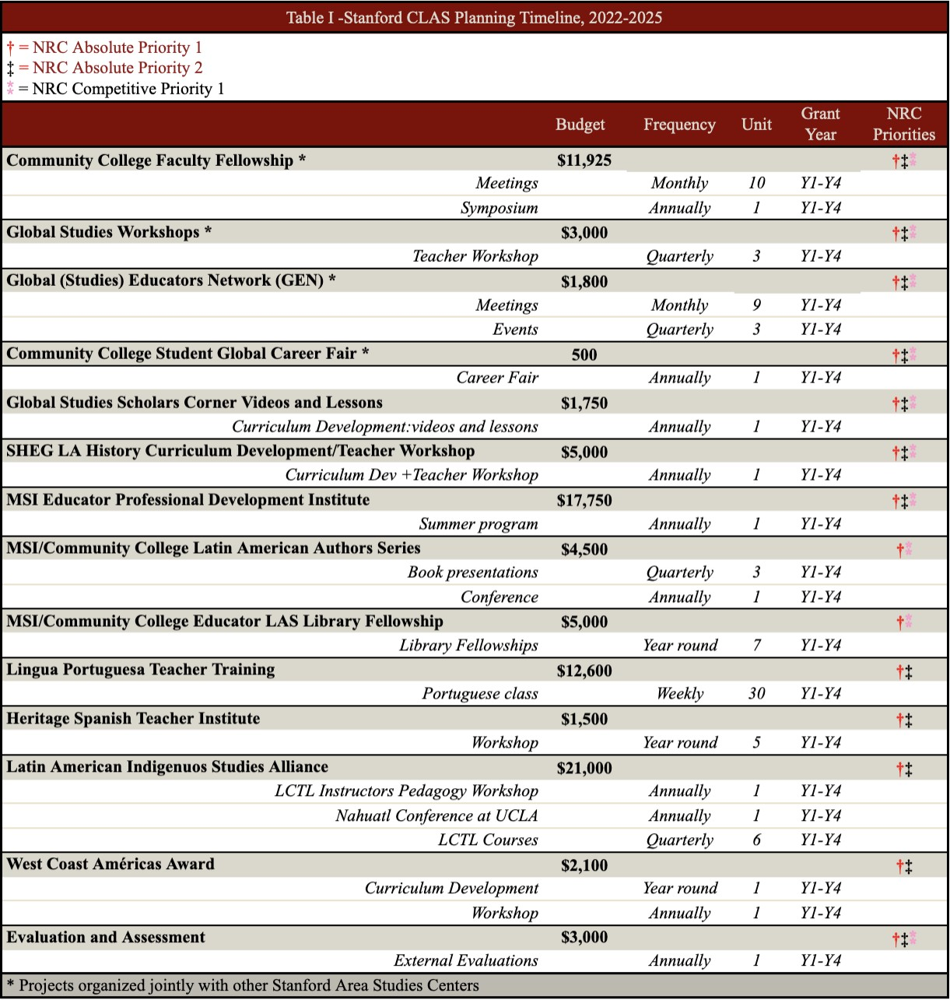 Table I -Stanford CLAS Planning Timeline, 2022-2025
† = NRC Absolute Priority 1
‡ = NRC Absolute Priority 2
⁑ = NRC Competitive Priority 1
Budget Frequency Unit Grant Year NRC Priorities
Community College Faculty Fellowship * $11,925 †‡⁑
Meetings Monthly 10 Y1-Y4
Symposium Annually 1 Y1-Y4
Global Studies Workshops * $3,000 †‡⁑
Teacher Workshop Quarterly 3 Y1-Y4
Global (Studies) Educators Network (GEN) * $1,800 †‡⁑
Meetings Monthly 9 Y1-Y4
Events Quarterly 3 Y1-Y4
Community College Student Global Career Fair * 500 †‡⁑
Career Fair Annually 1 Y1-Y4
Global Studies Scholars Corner Videos and Lessons $1,750 †‡⁑
Curriculum Development:videos and lessons Annually 1 Y1-Y4
SHEG LA History Curriculum Development/Teacher Workshop $5,000 †‡⁑
Curriculum Dev +Teacher Workshop Annually 1 Y1-Y4
MSI Educator Professional Development Institute $17,750 †‡⁑
Summer program Annually 1 Y1-Y4
MSI/Community College Latin American Authors Series $4,500 †⁑
Book presentations Quarterly 3 Y1-Y4
Conference Annually 1 Y1-Y4
MSI/Community College Educator LAS Library Fellowship $5,000 †⁑
Library Fellowships Year round 7 Y1-Y4
Lingua Portuguesa Teacher Training $12,600 †‡
Portuguese class Weekly 30 Y1-Y4
Heritage Spanish Teacher Institute $1,500 †‡
Workshop Year round 5 Y1-Y4
Latin American Indigenuos Studies Alliance $21,000 †‡
LCTL Instructors Pedagogy Workshop Annually 1 Y1-Y4
Nahuatl Conference at UCLA Annually 1 Y1-Y4
LCTL Courses Quarterly 6 Y1-Y4
West Coast Américas Award $2,100 †‡
Curriculum Development Year round 1 Y1-Y4
Workshop Annually 1 Y1-Y4
Evaluation and Assessment $3,000 †‡⁑
External Evaluations Annually 1 Y1-Y4
* Projects organized jointly with other Stanford Area Studies Centers